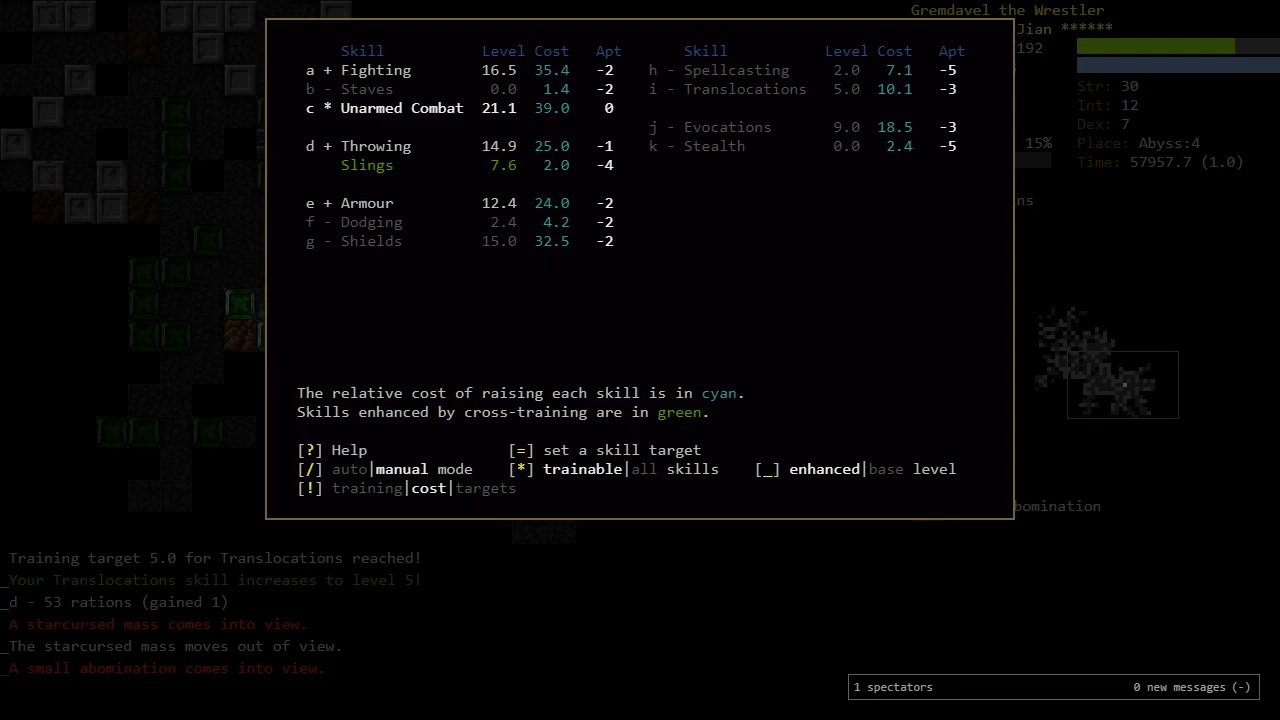 Gremdavel the Wrestler
Jian ******
192
Skill Level Cost Apt Skill Level Cost Apt
a + Fighting 16.5 35.4 -2 h - Spellcasting 2.0 7.1 -5
b - Staves 0.0 1.4 -2 i - Translocations 5.0 10.1 -3
c * Unarmed Combat 21.1 39.0 0
j - Evocations 9.0 18.5 -3
d + Throwing 14.9 25.0 -1 k - Stealth 0.0 2.4 -5
Slings 7.6 2.0 -4
e + Armour 12.4 24.0 -2
f - Dodging 2.4 4.2 -2
g - Shields 15.0 32.5 -2
Str: 30
Int: 12
Dex: 7
15% Place: Abyss:4
Time: 57957.7 (1.0)
ns
The relative cost of raising each skill is in cyan.
Skills enhanced by cross-training are in green.
[?] Help [=] set a skill target
[/] auto|manual mode [*] trainable|all skills [_] enhanced|base level
[!] training|cost|targets
bomination
Training target 5.0 for Translocations reached!
_Your Translocations skill increases to level 5!
_d - 53 rations (gained 1)
A starcursed mass comes into view.
_The starcursed mass moves out of view.
_A small abomination comes into view.
1 spectators 0 new messages (-)